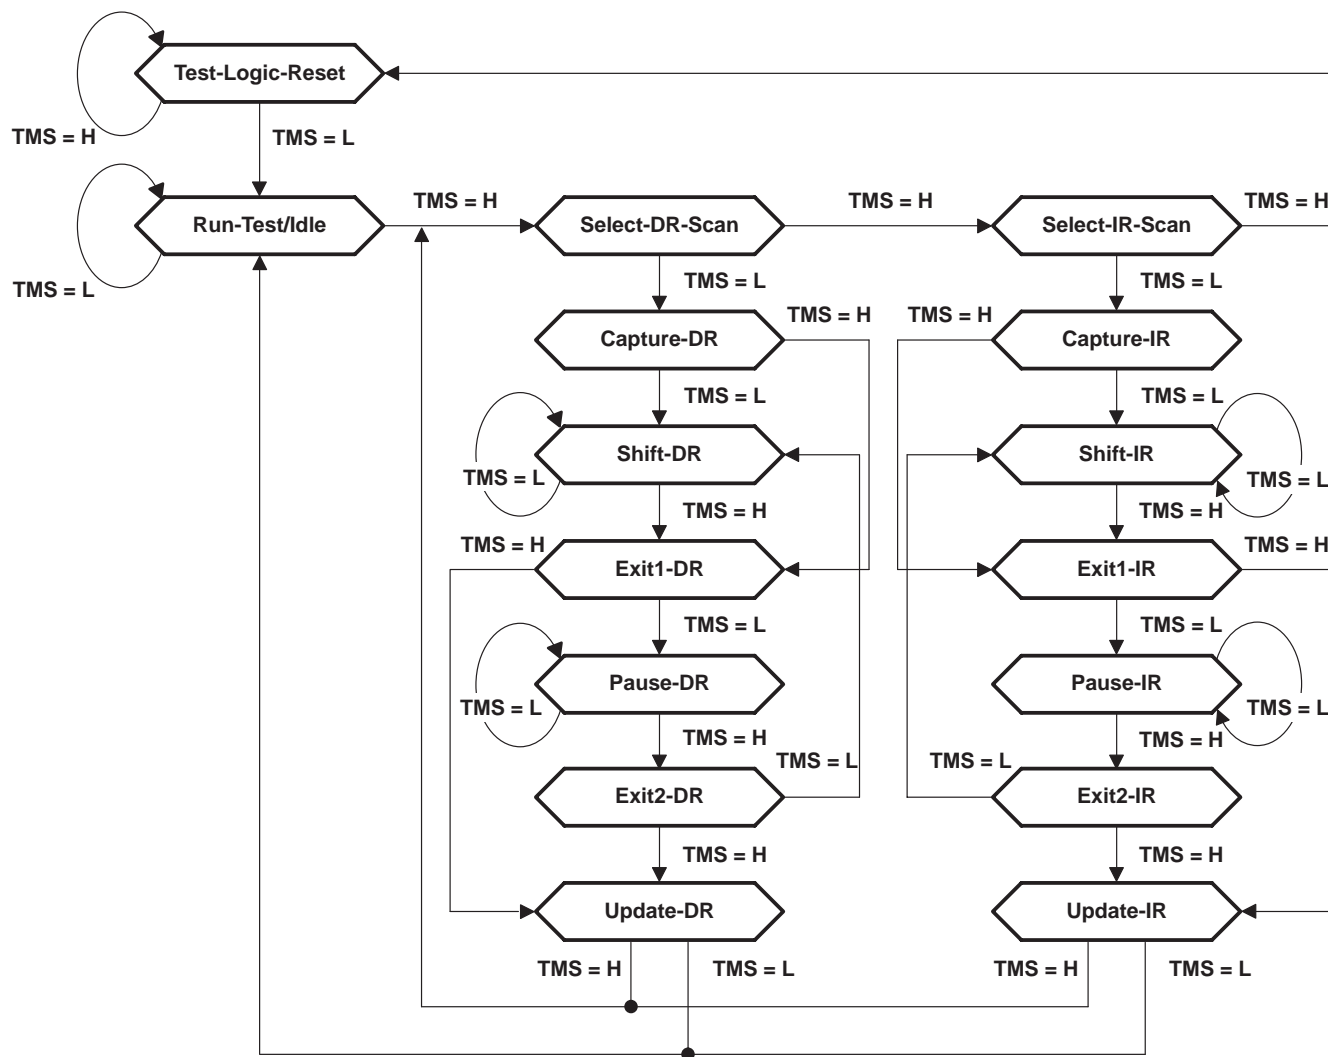 Test-Logic-Reset
TMS = H
TMS = L
TMS = H
TMS = H
TMS = H
Run-Test/Idle
Select-DR-Scan
Select-IR-Scan
TMS = L
TMS = L
TMS = L
TMS = H
TMS = H
Capture-DR
Capture-IR
TMS = L
TMS = L
Shift-DR
Shift-IR
TMS = L
TMS = L
TMS = H
TMS = H
TMS = H
TMS = H
Exit1-DR
Exit1-IR
TMS = L
TMS = L
Pause-DR
Pause-IR
TMS = L
TMS = L
TMS = H
TMS = H
TMS = L
TMS = L
Exit2-DR
Exit2-IR
TMS = H
TMS = H
Update-DR
Update-IR
TMS = H
TMS = L
TMS = H
TMS = L